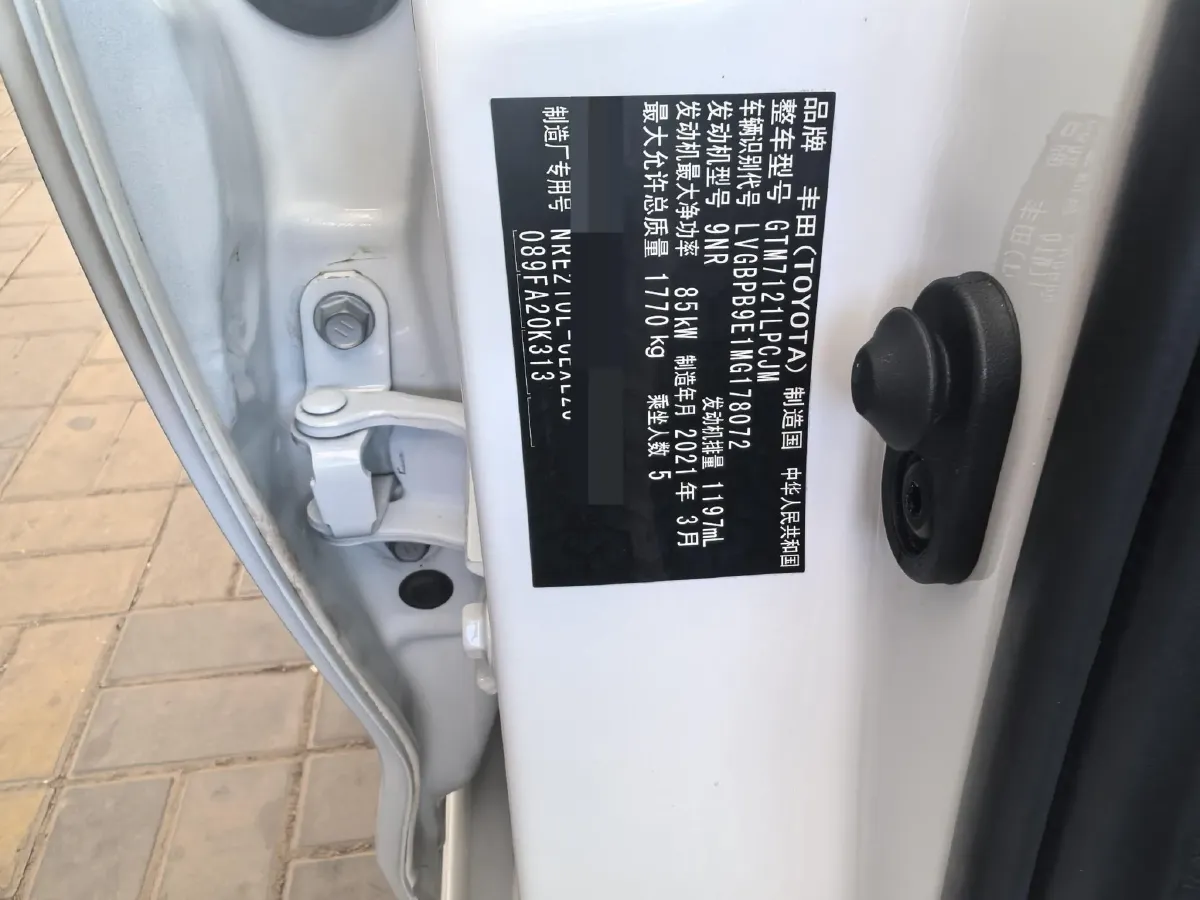 品牌 丰田(TOYOTA) 制造国 中华人民共和国
整车型号 GTM7121LPCJM
车辆识别代号 LVGBPB9E1MG178072
发动机型号 9NR 发动机排量 1197mL
发动机最大净功率 85kW 制造年月 2021年 3月
最大允许总质量 1770kg 乘坐人数 5
制造厂专用号
089FA20K313